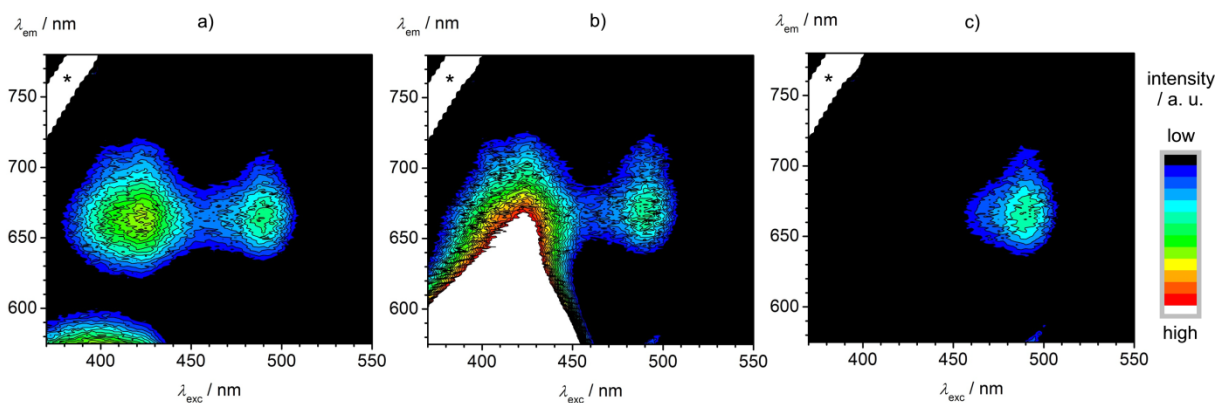 λem / nm a) b) c)
λem / nm
λem / nm
* * *
750
700
650
600
400 450 500 550
λexc / nm
750
700
650
600
400 450 500 550
λexc / nm
750
700
650
600
400 450 500 550
λexc / nm
intensity
/ a. u.
low
high